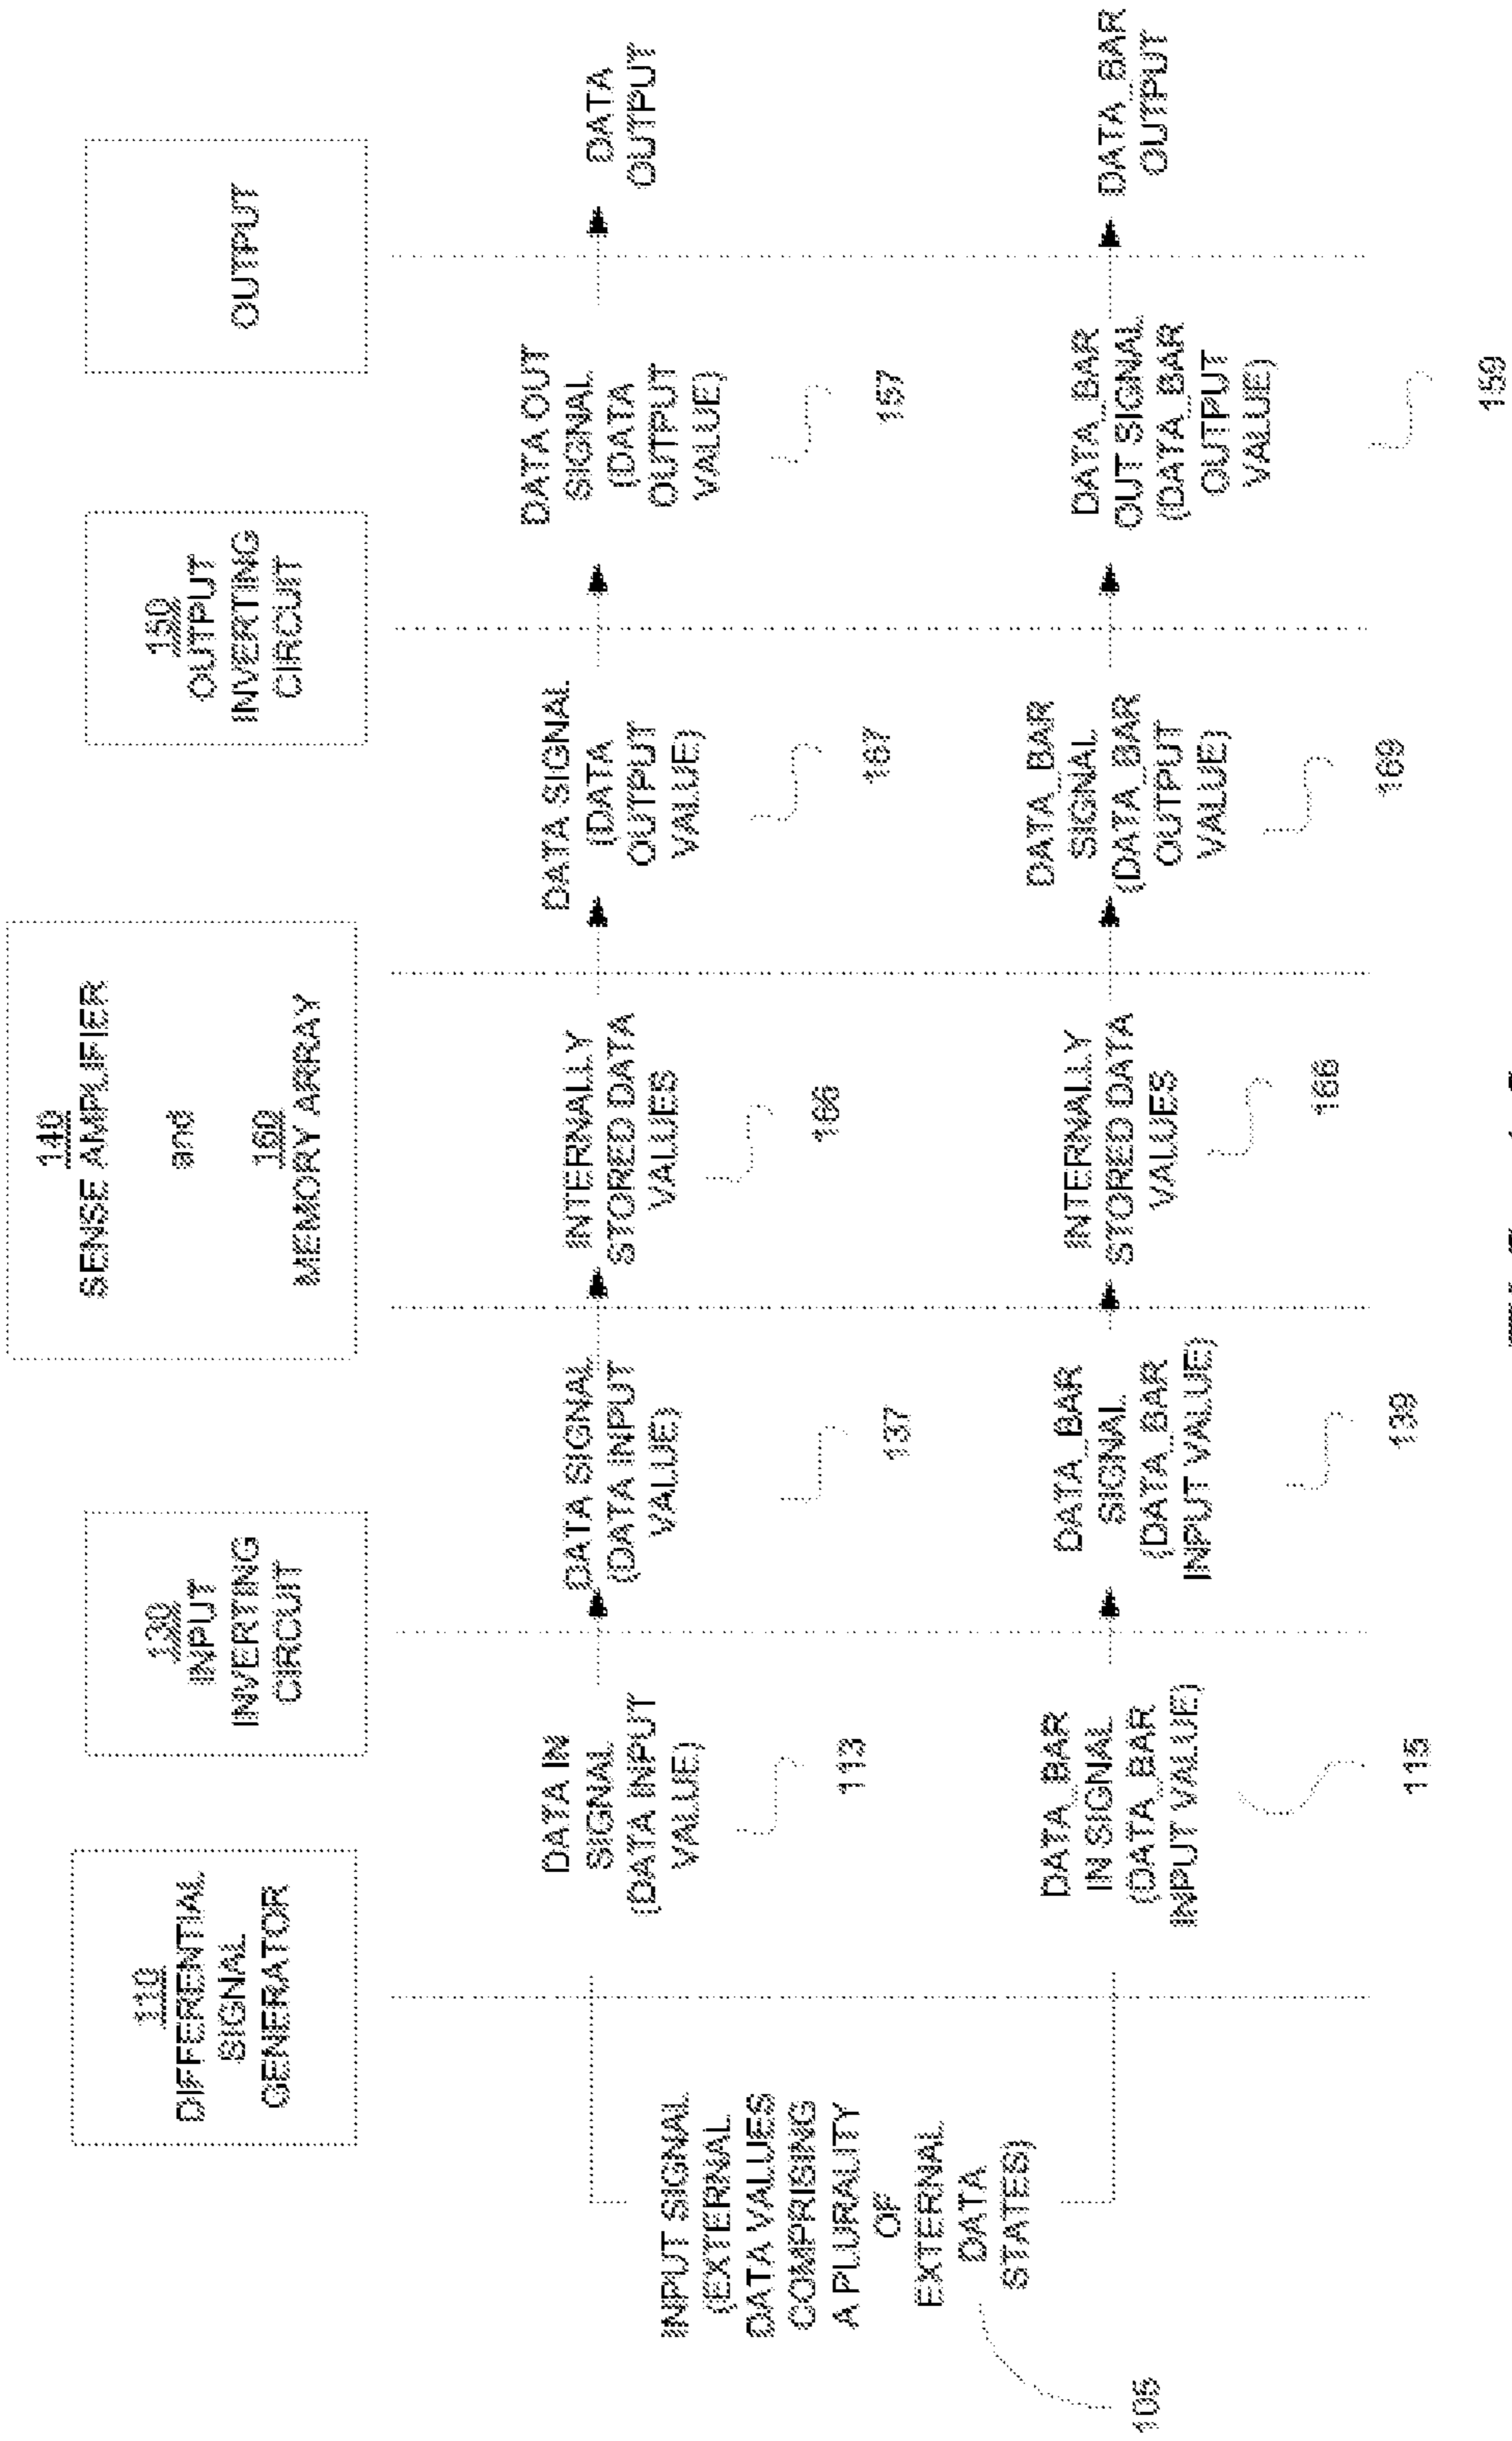 110
DIFFERENTIAL
SIGNAL
GENERATOR
130
INPUT
INVERTING
CIRCUIT
140
SENSE AMPLIFIER
and
160
MEMORY ARRAY
150
OUTPUT
INVERTING
CIRCUIT
OUTPUT
INPUT SIGNAL
(EXTERNAL
DATA VALUES
COMPRISING
A PLURALITY
OF
EXTERNAL
DATA
STATES)
105
DATA IN
SIGNAL
(DATA INPUT
VALUE)
113
DATA SIGNAL
(DATA INPUT
VALUE)
137
INTERNALLY
STORED DATA
VALUES
166
DATA SIGNAL
(DATA
OUTPUT
VALUE)
167
DATA OUT
SIGNAL
(DATA
OUTPUT
VALUE)
157
DATA
OUTPUT
DATA_BAR
IN SIGNAL
(DATA_BAR
INPUT VALUE)
115
DATA_BAR
SIGNAL
(DATA_BAR
INPUT VALUE)
139
INTERNALLY
STORED DATA
VALUES
166
DATA_BAR
SIGNAL
(DATA_BAR
OUTPUT
VALUE)
169
DATA_BAR
OUT SIGNAL
(DATA_BAR
OUTPUT
VALUE)
159
DATA_BAR
OUTPUT